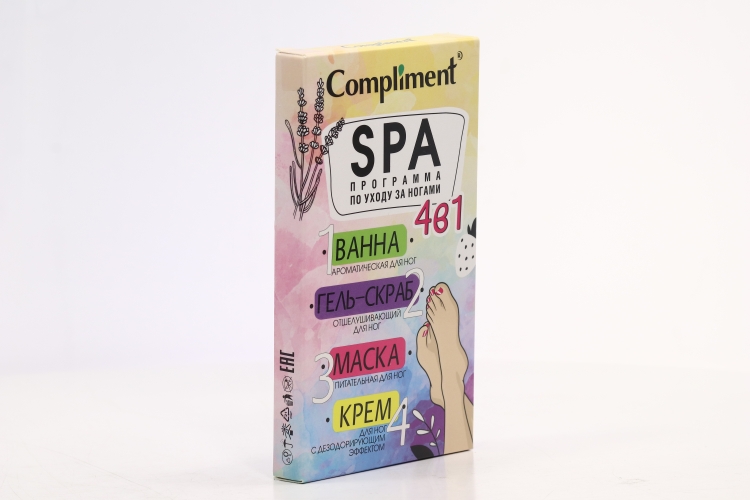 Compliment®
SPA
ПРОГРАММА
ПО УХОДУ ЗА НОГАМИ
4в1
1 ВАННА
АРОМАТИЧЕСКАЯ ДЛЯ НОГ
ГЕЛЬ-СКРАБ 2
ОТШЕЛУШИВАЮЩИЙ
ДЛЯ НОГ
3 МАСКА
ПИТАТЕЛЬНАЯ ДЛЯ НОГ
КРЕМ 4
ДЛЯ НОГ
С ДЕЗОДОРИРУЮЩИМ
ЭФФЕКТОМ
EAC